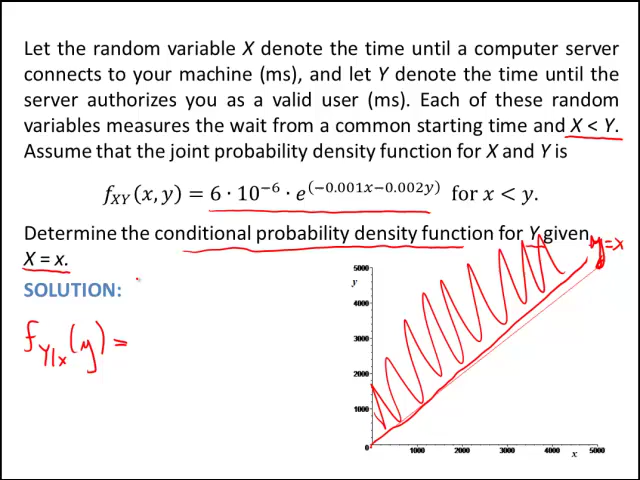 Let the random variable X denote the time until a computer server
connects to your machine (ms), and let Y denote the time until the
server authorizes you as a valid user (ms). Each of these random
variables measures the wait from a common starting time and X < Y.
Assume that the joint probability density function for X and Y is
f_{XY}(x, y) = 6 · 10^{−6} · e^{(−0.001x−0.002y)} for x < y.
Determine the conditional probability density function for Y given
X = x.
y=x
SOLUTION:
f_{Y|x}(y) =
5000
y
4000
3000
2000
1000
1000 2000 3000 4000 x 5000